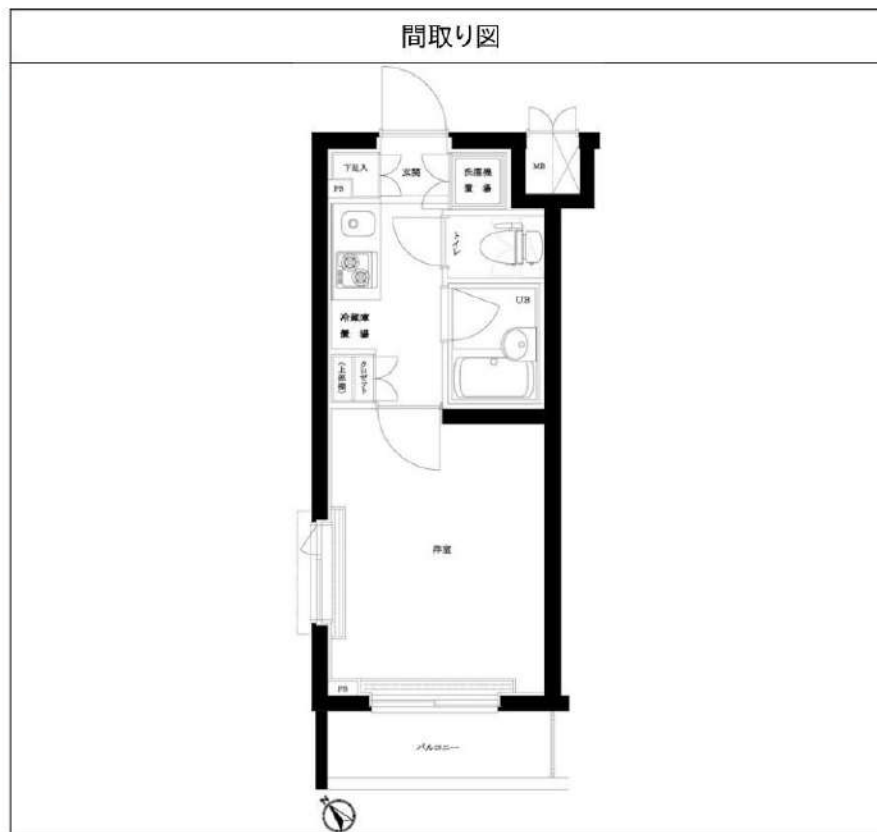 間取り図
下足入
玄関
洗濯機
置場
MB
PS
トイレ
UB
冷蔵庫
置場
クロゼット
(上部棚)
洋室
PS
バルコニー
N